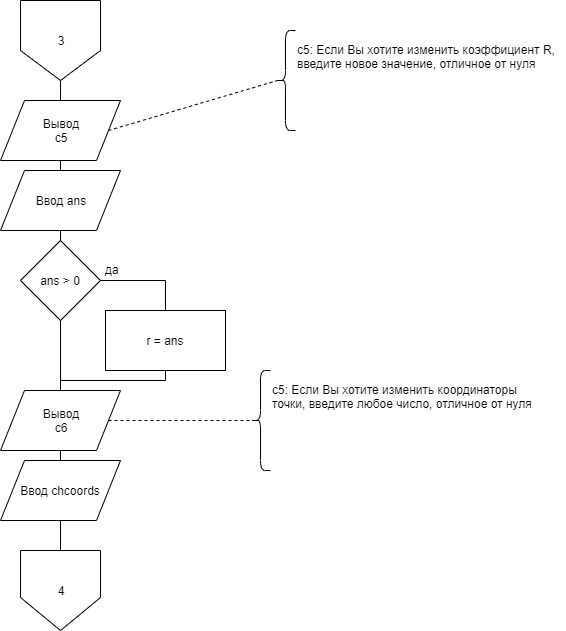 3
c5: Если Вы хотите изменить коэффициент R,
введите новое значение, отличное от нуля
Вывод
c5
Ввод ans
ans > 0
да
r = ans
Вывод
c6
c5: Если Вы хотите изменить координаторы
точки, введите любое число, отличное от нуля
Ввод chcoords
4